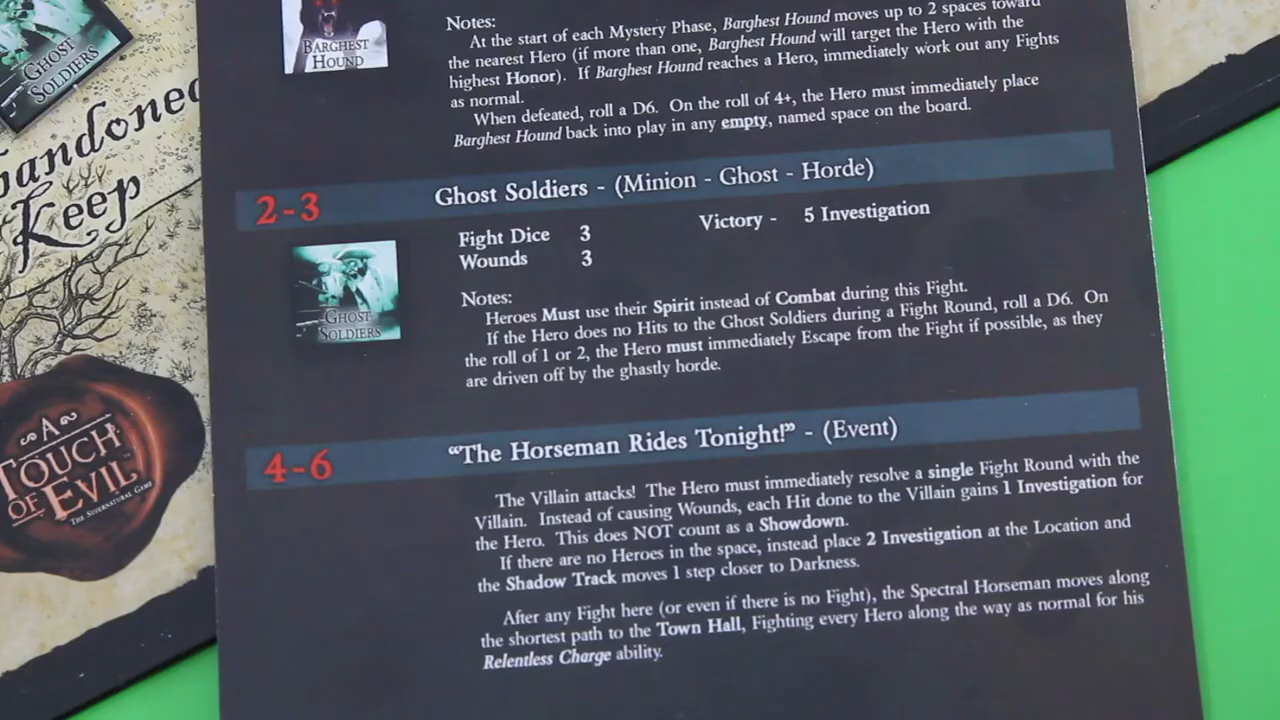 Notes:
At the start of each Mystery Phase, Barghest Hound moves up to 2 spaces toward
the nearest Hero (if more than one, Barghest Hound will target the Hero with the
highest Honor). If Barghest Hound reaches a Hero, immediately work out any Fights
as normal.
When defeated, roll a D6. On the roll of 4+, the Hero must immediately place
Barghest Hound back into play in any empty, named space on the board.
BARGHEST
HOUND
2-3
Ghost Soldiers - (Minion - Ghost - Horde)
Fight Dice 3
Victory - 5 Investigation
Wounds 3
GHOST
SOLDIERS
Notes:
Heroes Must use their Spirit instead of Combat during this Fight.
If the Hero does no Hits to the Ghost Soldiers during a Fight Round, roll a D6. On
the roll of 1 or 2, the Hero must immediately Escape from the Fight if possible, as they
are driven off by the ghastly horde.
4-6
“The Horseman Rides Tonight!” - (Event)
The Villain attacks! The Hero must immediately resolve a single Fight Round with the
Villain. Instead of causing Wounds, each Hit done to the Villain gains 1 Investigation for
the Hero. This does NOT count as a Showdown.
If there are no Heroes in the space, instead place 2 Investigation at the Location and
the Shadow Track moves 1 step closer to Darkness.
After any Fight here (or even if there is no Fight), the Spectral Horseman moves along
the shortest path to the Town Hall, Fighting every Hero along the way as normal for his
Relentless Charge ability.
GHOST
SOLDIERS
Keep
A
TOUCH
OF EVIL
THE SUPERNATURAL GAME